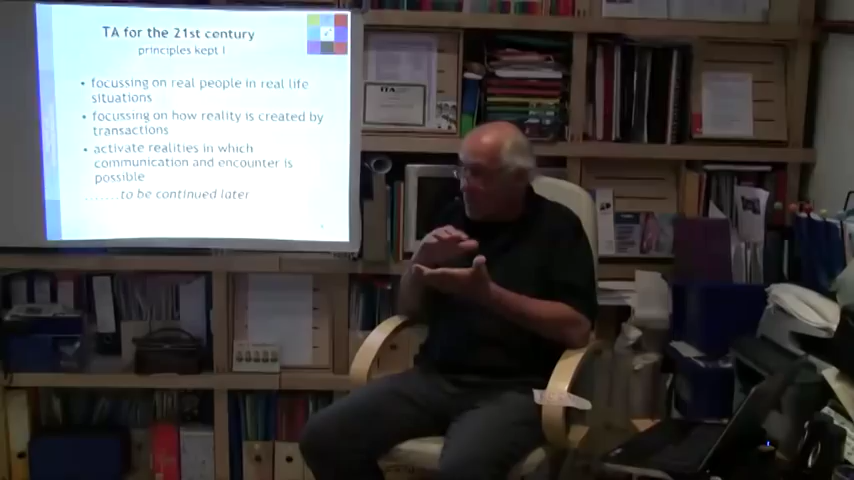 TA for the 21st century
principles kept I
• focussing on real people in real life
situations
• focussing on how reality is created by
transactions
• activate realities in which
communication and encounter is
possible
.......to be continued later
ITA